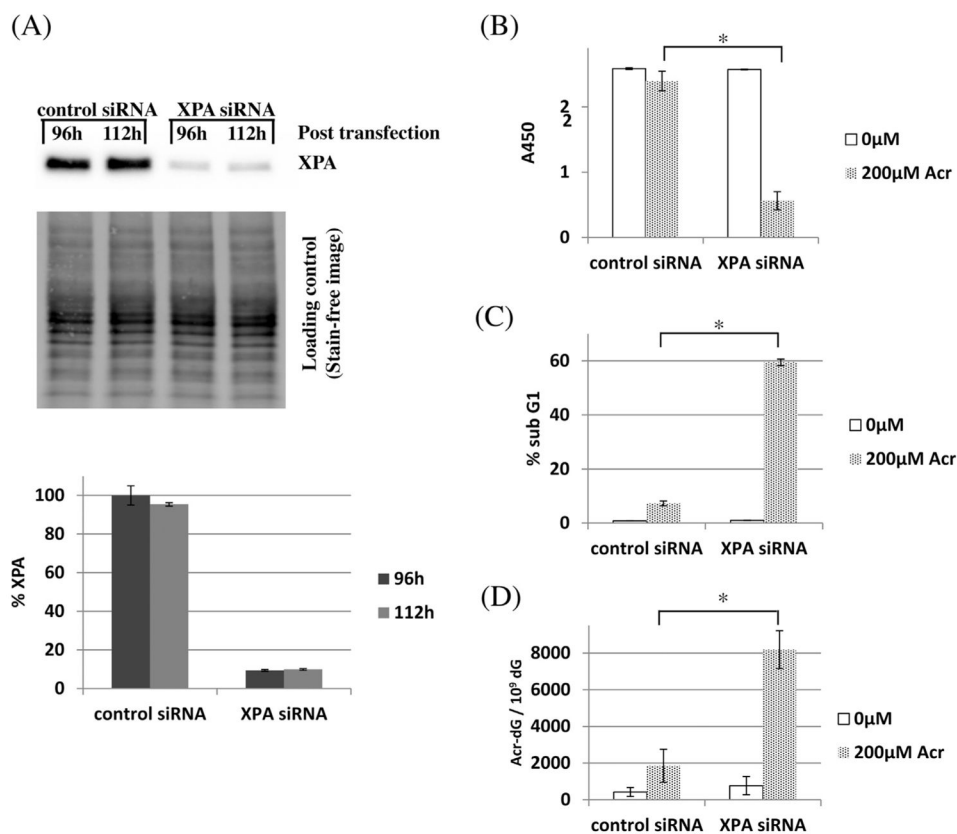 (A)
control siRNA XPA siRNA
96h 112h 96h 112h Post transfection
XPA
Loading control
(Stain-free image)
100
80
60
40
20
0
% XPA
control siRNA XPA siRNA
96h
112h
(B)
*
2
2
1
1
0
A450
control siRNA XPA siRNA
0µM
200µM Acr
(C)
*
60
40
20
0
% sub G1
control siRNA XPA siRNA
0µM
200µM Acr
(D)
*
8000
6000
4000
2000
0
Acr-dG / 10⁹ dG
control siRNA XPA siRNA
0µM
200µM Acr